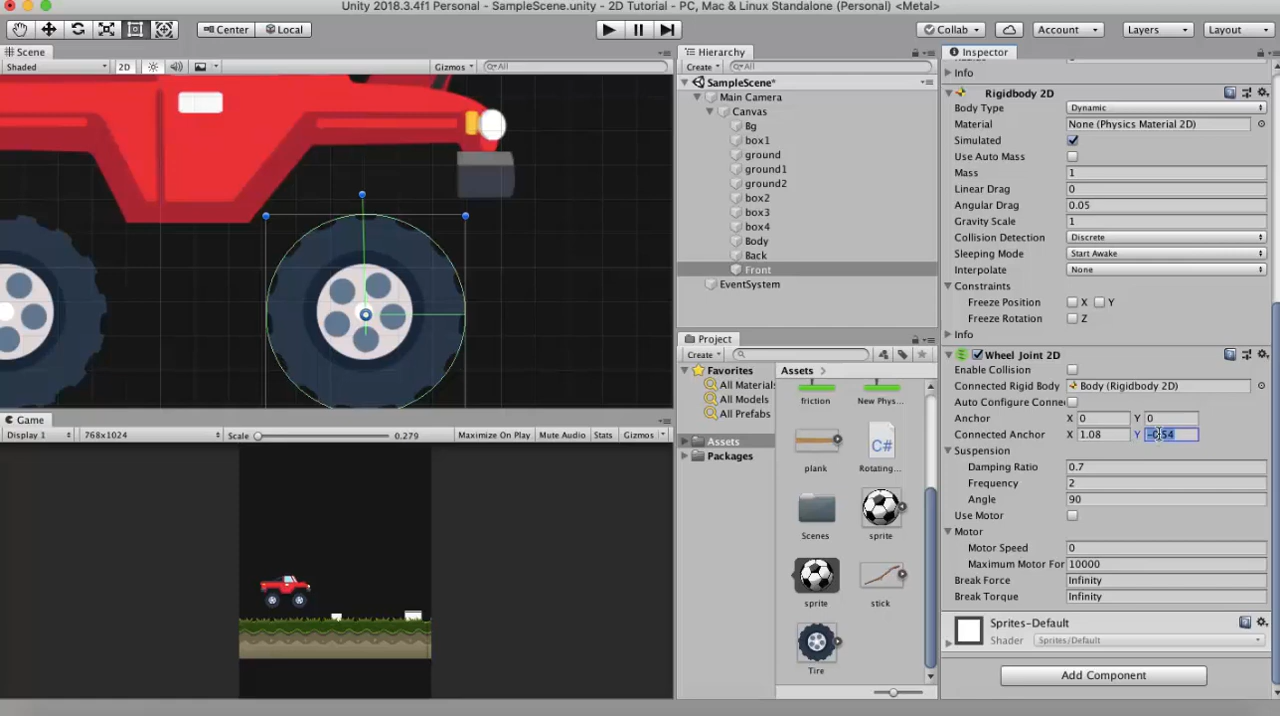 Unity 2018.3.4f1 Personal - SampleScene.unity - 2D Tutorial - PC, Mac & Linux Standalone (Personal) <Metal>
Center
Local
Collab
Account
Layers
Layout
Scene
Shaded
2D
Gizmos
All
Hierarchy
Create
All
SampleScene*
Main Camera
Canvas
Bg
box1
ground
ground1
ground2
box2
box3
box4
Body
Back
Front
EventSystem
Game
Display 1
768x1024
Scale
0.279
Maximize On Play
Mute Audio
Stats
Gizmos
Project
Create
Favorites
All Materials
All Models
All Prefabs
Assets
Packages
Assets
friction
New Phys...
plank
C#
Rotating...
Scenes
sprite
sprite
stick
Tire
Inspector
Info
Rigidbody 2D
Body Type Dynamic
Material None (Physics Material 2D)
Simulated
Use Auto Mass
Mass 1
Linear Drag 0
Angular Drag 0.05
Gravity Scale 1
Collision Detection Discrete
Sleeping Mode Start Awake
Interpolate None
Constraints
Freeze Position X Y
Freeze Rotation Z
Info
Wheel Joint 2D
Enable Collision
Connected Rigid Body Body (Rigidbody 2D)
Auto Configure Conne
Anchor X 0 Y 0
Connected Anchor X 1.08 Y
Suspension
Damping Ratio 0.7
Frequency 2
Angle 90
Use Motor
Motor
Motor Speed 0
Maximum Motor For 10000
Break Force Infinity
Break Torque Infinity
Sprites-Default
Shader Sprites/Default
Add Component